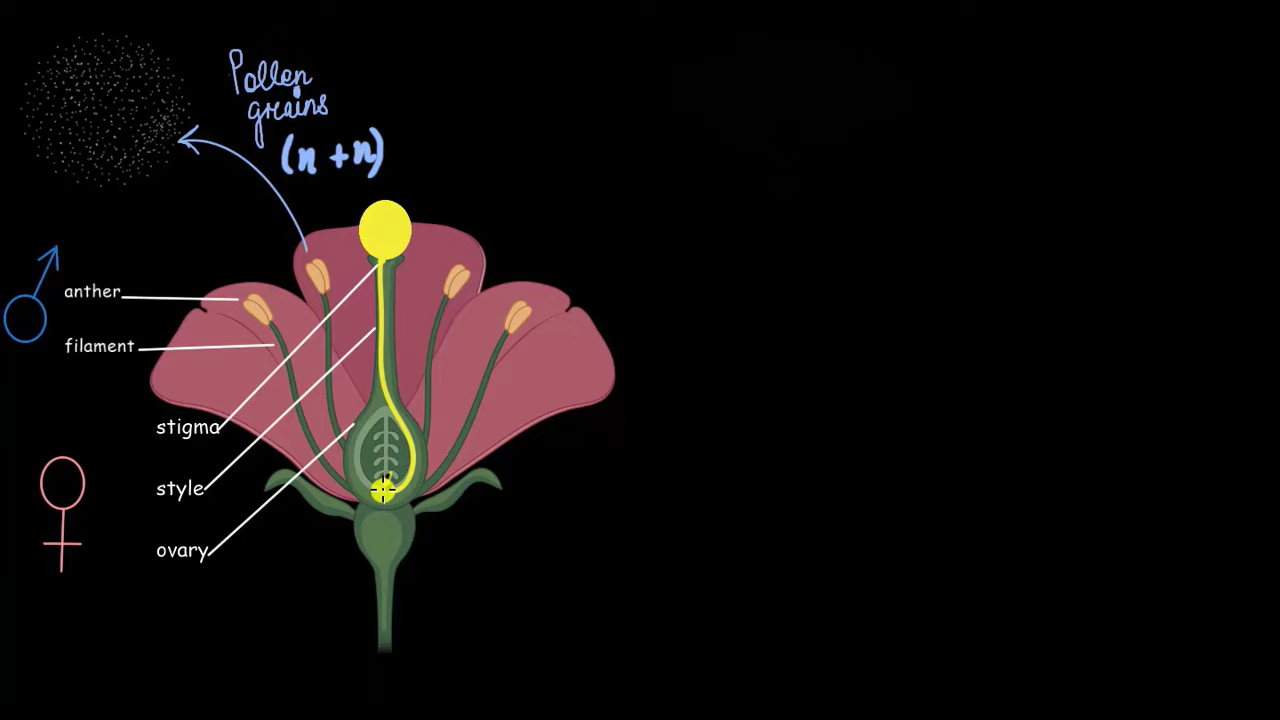 Pollen
grains
(n + n)
anther
filament
stigma
style
ovary